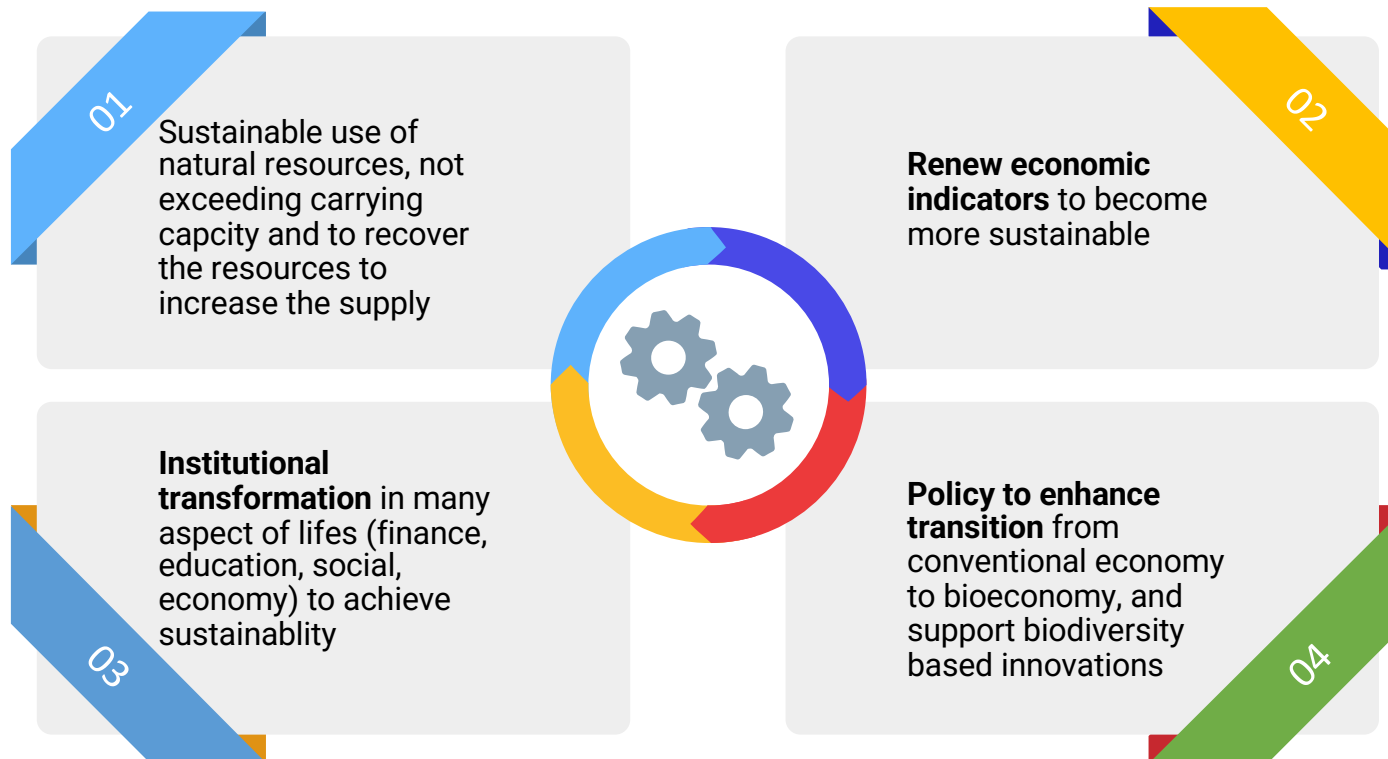 01
Sustainable use of
natural resources, not
exceeding carrying
capcity and to recover
the resources to
increase the supply
02
Renew economic
indicators to become
more sustainable
03
Institutional
transformation in many
aspect of lifes (finance,
education, social,
economy) to achieve
sustainablity
04
Policy to enhance
transition from
conventional economy
to bioeconomy, and
support biodiversity
based innovations